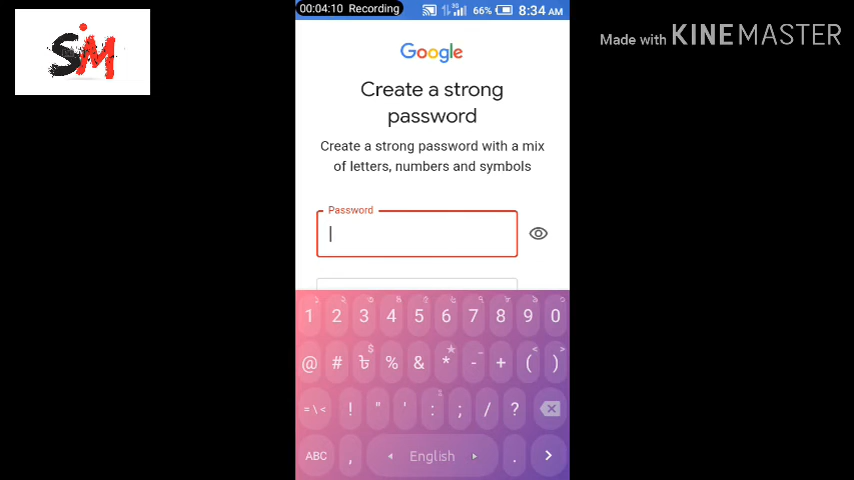 00:04:10 Recording
3G
66%
8:34 AM
SM
Made with KINEMASTER
Google
Create a strong
password
Create a strong password with a mix
of letters, numbers and symbols
Password
1 2 3 4 5 6 7 8 9 0
@ # ৳ $ % & * ★ - _ + ( < ) >
=\< ! " ' : ; / ?
ABC , English .